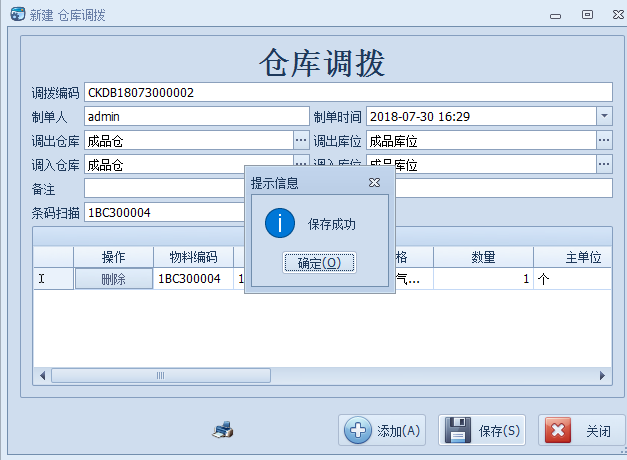 新建 仓库调拨
仓库调拨
调拨编码 CKDB18073000002
制单人 admin 制单时间 2018-07-30 16:29
调出仓库 成品仓 ... 调出库位 成品库位 ...
调入仓库 成品仓 ... 调入库位 成品库位 ...
备注
条码扫描 1BC300004
提示信息
保存成功
确定(O)
操作 物料编码 格 数量 主单位
删除 1BC300004 1 气... 1 个
添加(A) 保存(S) 关闭